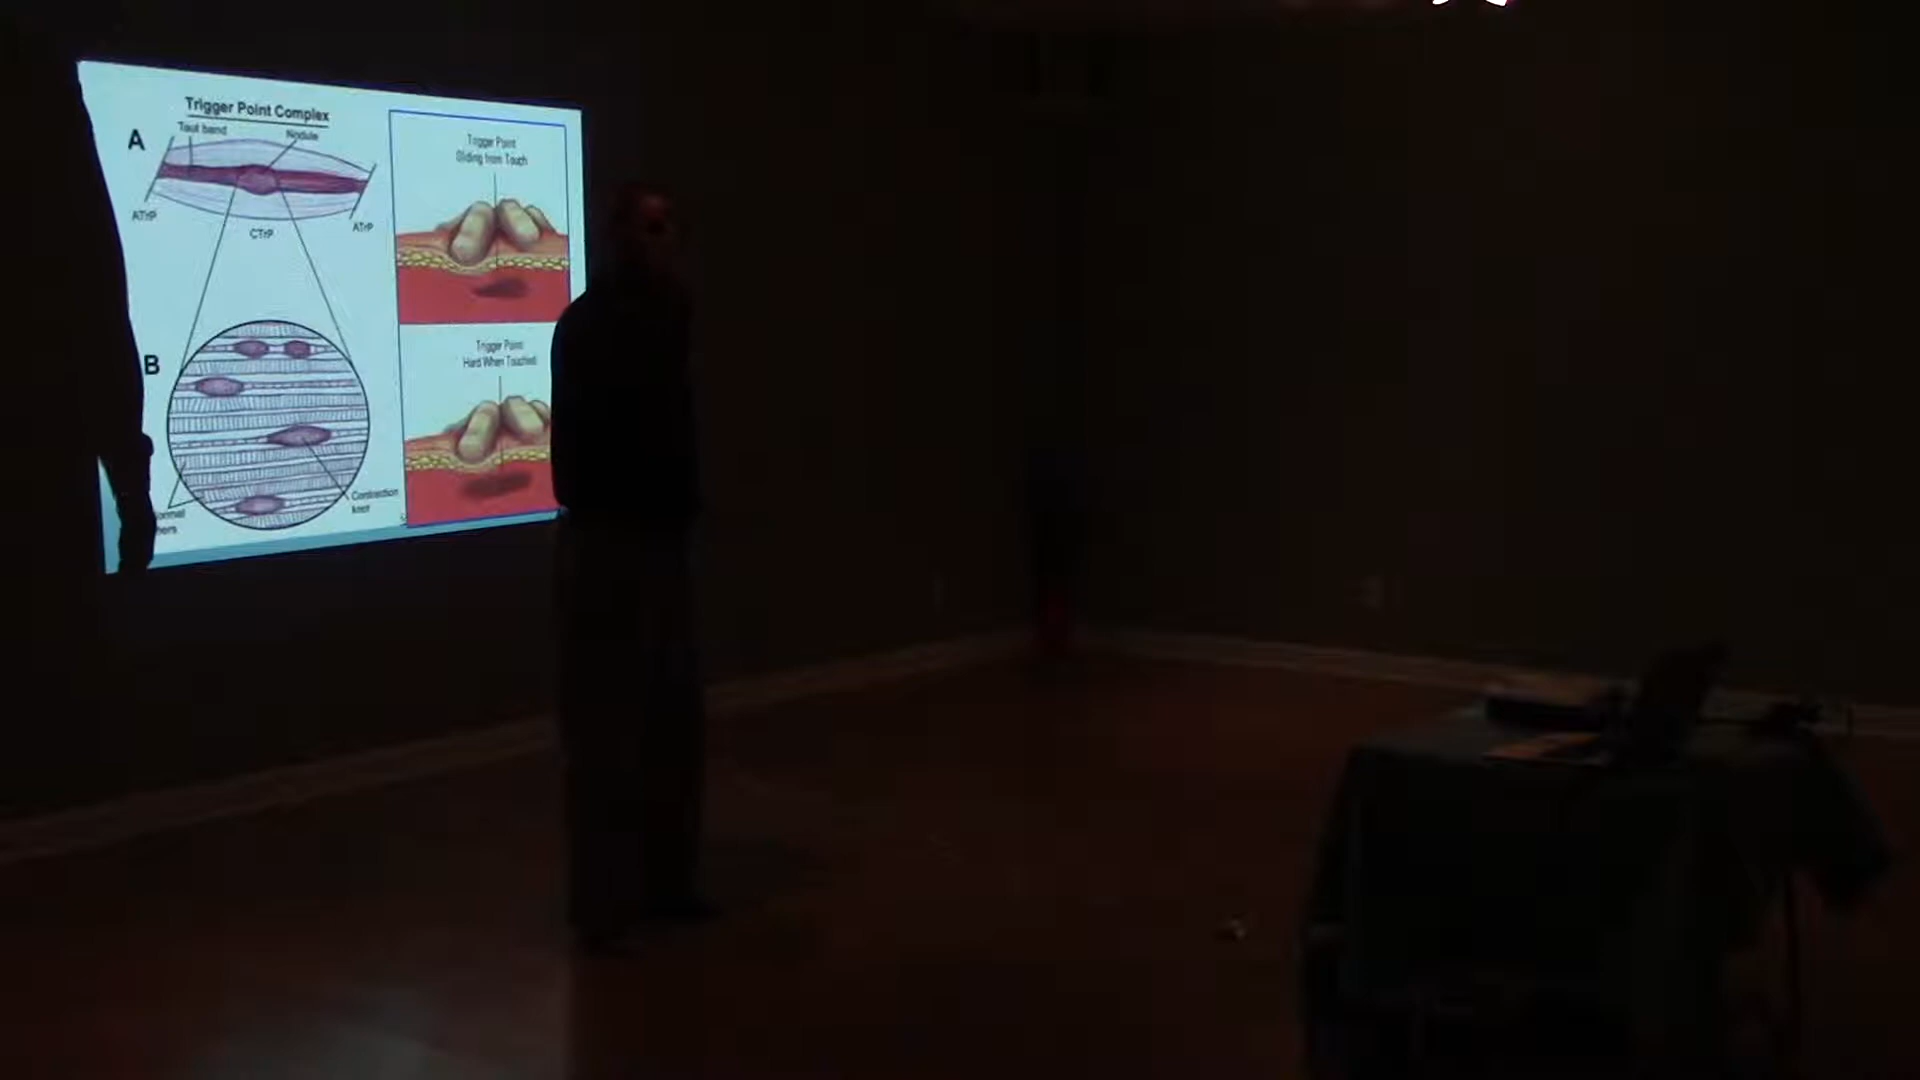 Trigger Point Complex
A
Taut band
Nodule
ATrP
CTrP
ATrP
B
Contraction
knot
Trigger Point
Gliding from Touch
Trigger Point
Hard When Touched